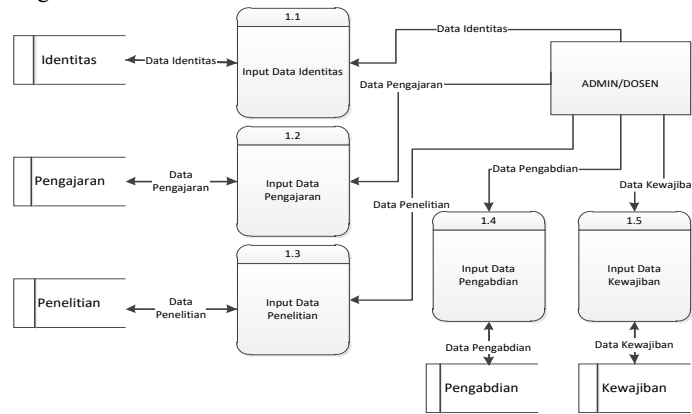 1.1
Data Identitas
Identitas
Data Identitas
Input Data Identitas
ADMIN/DOSEN
Data Pengajaran
1.2
Pengajaran
Data
Pengajaran
Input Data
Pengajaran
Data Pengabdian
Data Kewajiba
Data Penelitian
1.3
1.4
1.5
Penelitian
Data
Penelitian
Input Data
Penelitian
Input Data
Pengabdian
Input Data
Kewajiban
Data Pengabdian
Data Kewajiban
Pengabdian
Kewajiban